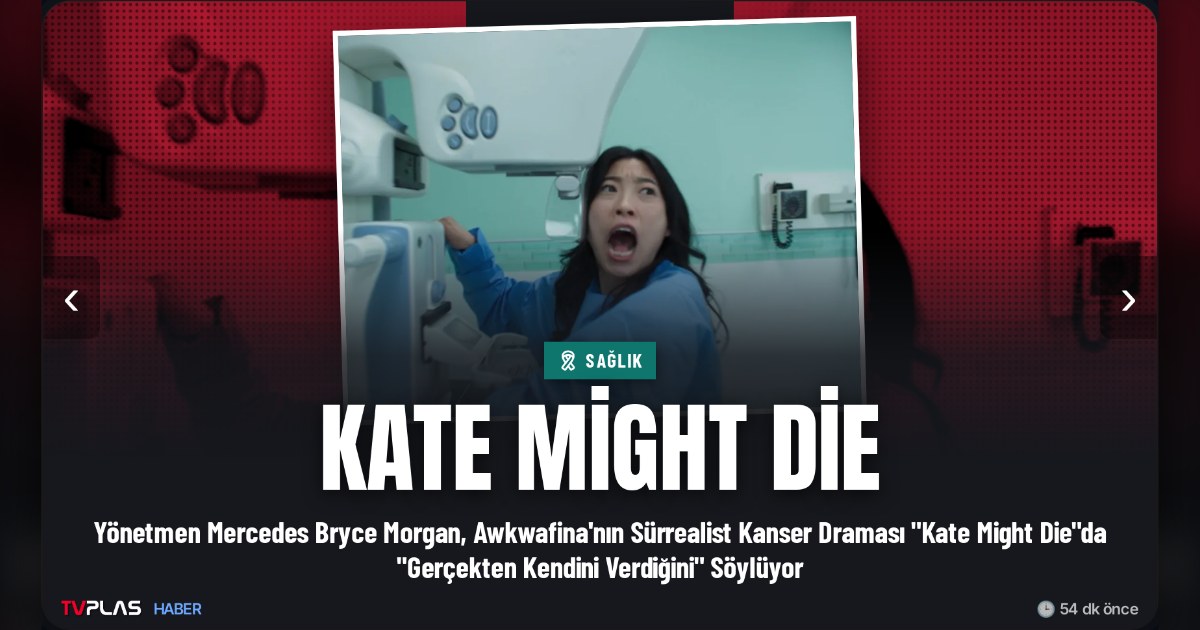 SAĞLIK
KATE MİGHT DİE
Yönetmen Mercedes Bryce Morgan, Awkwafina'nın Sürrealist Kanser Draması "Kate Might Die"da
"Gerçekten Kendini Verdiğini" Söylüyor
TVPLAS HABER
54 dk önce